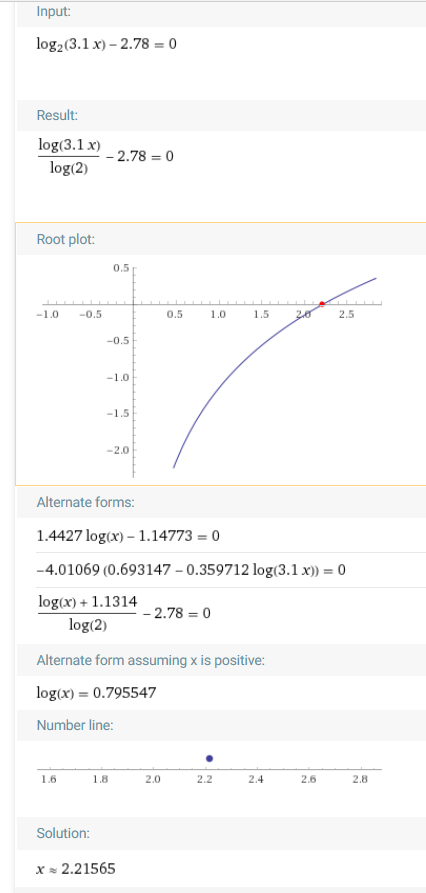 Input:
log₂(3.1 x) – 2.78 = 0
Result:
log(3.1 x)
log(2)
– 2.78 = 0
Root plot:
0.5
−1.0 −0.5 0.5 1.0 1.5 2.0 2.5
−0.5
−1.0
−1.5
−2.0
Alternate forms:
1.4427 log(x) – 1.14773 = 0
−4.01069 (0.693147 – 0.359712 log(3.1 x)) = 0
log(x) + 1.1314
log(2)
– 2.78 = 0
Alternate form assuming x is positive:
log(x) = 0.795547
Number line:
1.6 1.8 2.0 2.2 2.4 2.6 2.8
Solution:
x ≈ 2.21565